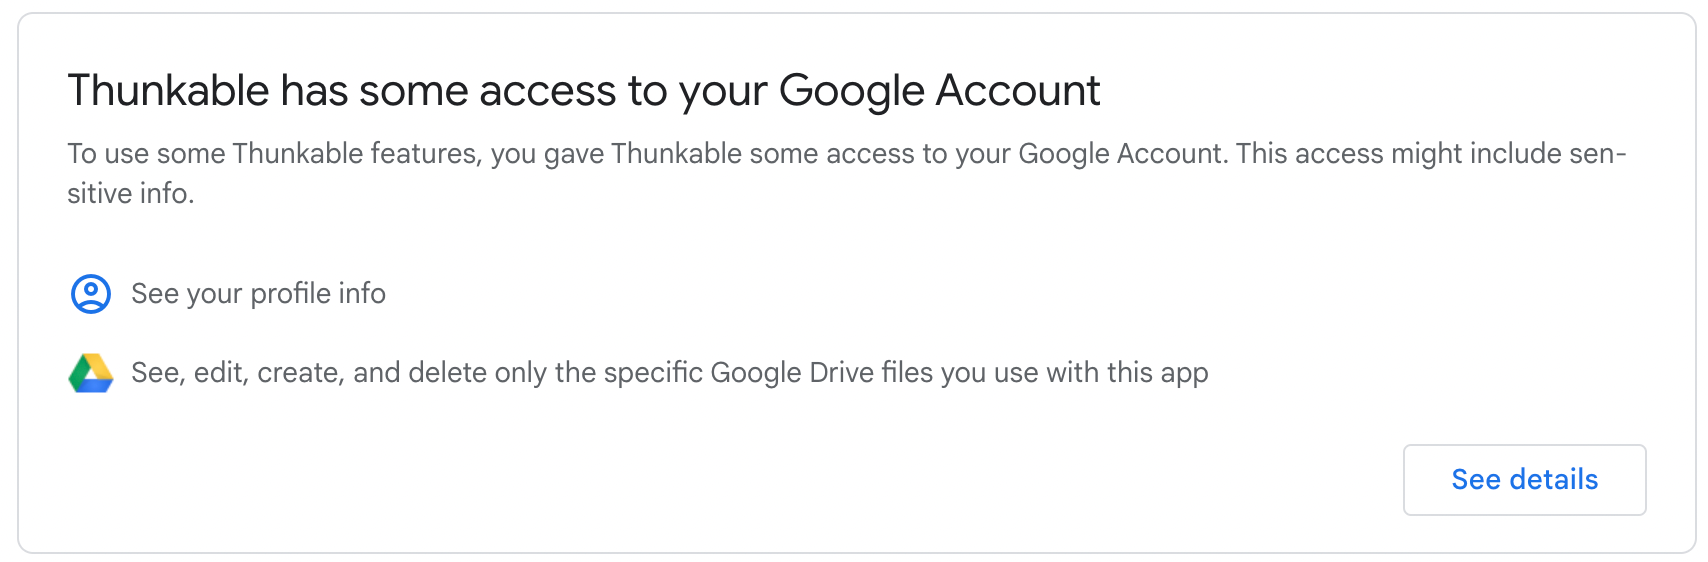 Thunkable has some access to your Google Account
To use some Thunkable features, you gave Thunkable some access to your Google Account. This access might include sen-
sitive info.
See your profile info
See, edit, create, and delete only the specific Google Drive files you use with this app
See details